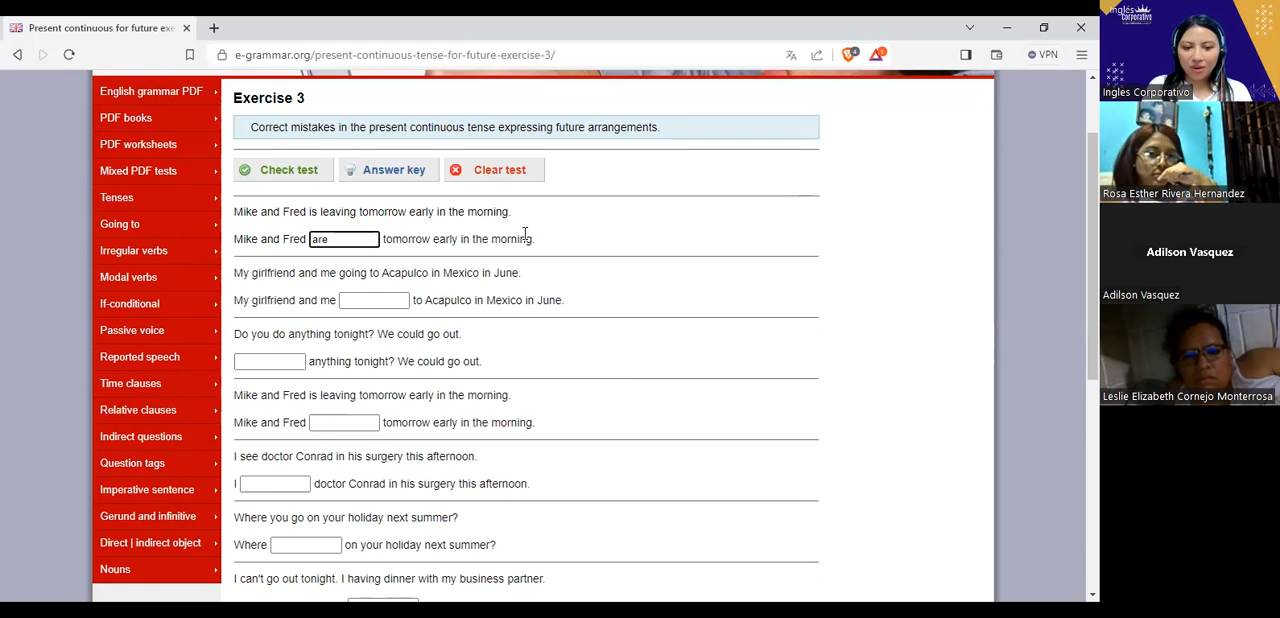 Present continuous for future exe
e-grammar.org/present-continuous-tense-for-future-exercise-3/
4
1
VPN
English grammar PDF
PDF books
PDF worksheets
Mixed PDF tests
Tenses
Going to
Irregular verbs
Modal verbs
If-conditional
Passive voice
Reported speech
Time clauses
Relative clauses
Indirect questions
Question tags
Imperative sentence
Gerund and infinitive
Direct | indirect object
Nouns
Exercise 3
Correct mistakes in the present continuous tense expressing future arrangements.
Check test
Answer key
Clear test
Mike and Fred is leaving tomorrow early in the morning.
Mike and Fred are tomorrow early in the morning.
My girlfriend and me going to Acapulco in Mexico in June.
My girlfriend and me to Acapulco in Mexico in June.
Do you do anything tonight? We could go out.
anything tonight? We could go out.
Mike and Fred is leaving tomorrow early in the morning.
Mike and Fred tomorrow early in the morning.
I see doctor Conrad in his surgery this afternoon.
I doctor Conrad in his surgery this afternoon.
Where you go on your holiday next summer?
Where on your holiday next summer?
I can't go out tonight. I having dinner with my business partner.
Inglés
Corporativo
Ingles Corporativo
Rosa Esther Rivera Hernandez
Adilson Vasquez
Adilson Vasquez
Leslie Elizabeth Cornejo Monterrosa